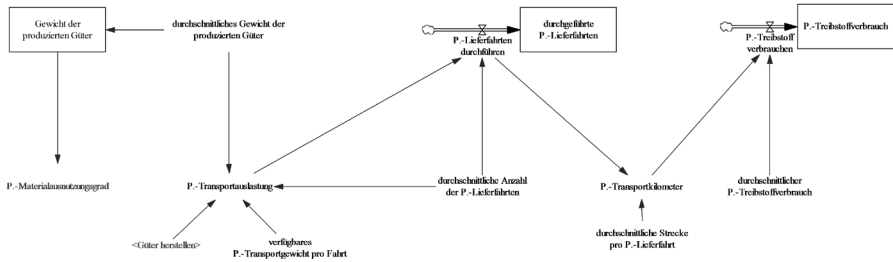 Gewicht der
produzierten Güter
durchschnittliches Gewicht der
produzierten Güter
P.-Lieferfahrten
durchführen
durchgeführte
P.-Lieferfahrten
P.-Treibstoff
verbrauchen
P.-Treibstoffverbrauch
P.-Materialausnutzungsgrad
P.-Transportauslastung
durchschnittliche Anzahl
der P.-Lieferfahrten
P.-Transportkilometer
durchschnittlicher
P.-Treibstoffverbrauch
<Güter herstellen>
verfügbares
P.-Transportgewicht pro Fahrt
durchschnittliche Strecke
pro P.-Lieferfahrt